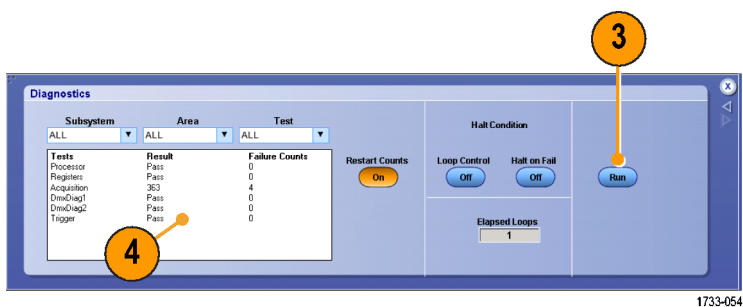 3
Diagnostics
X
Subsystem Area Test
ALL ALL ALL
Halt Condition
Tests Result Failure Counts
Processor Pass 0
Registers Pass 0
Acquisition 363 4
DmxDiag1 Pass 0
DmxDiag2 Pass 0
Trigger Pass 0
Restart Counts
On
Loop Control Halt on Fail
Off Off
Run
Elapsed Loops
1
4
1733-054